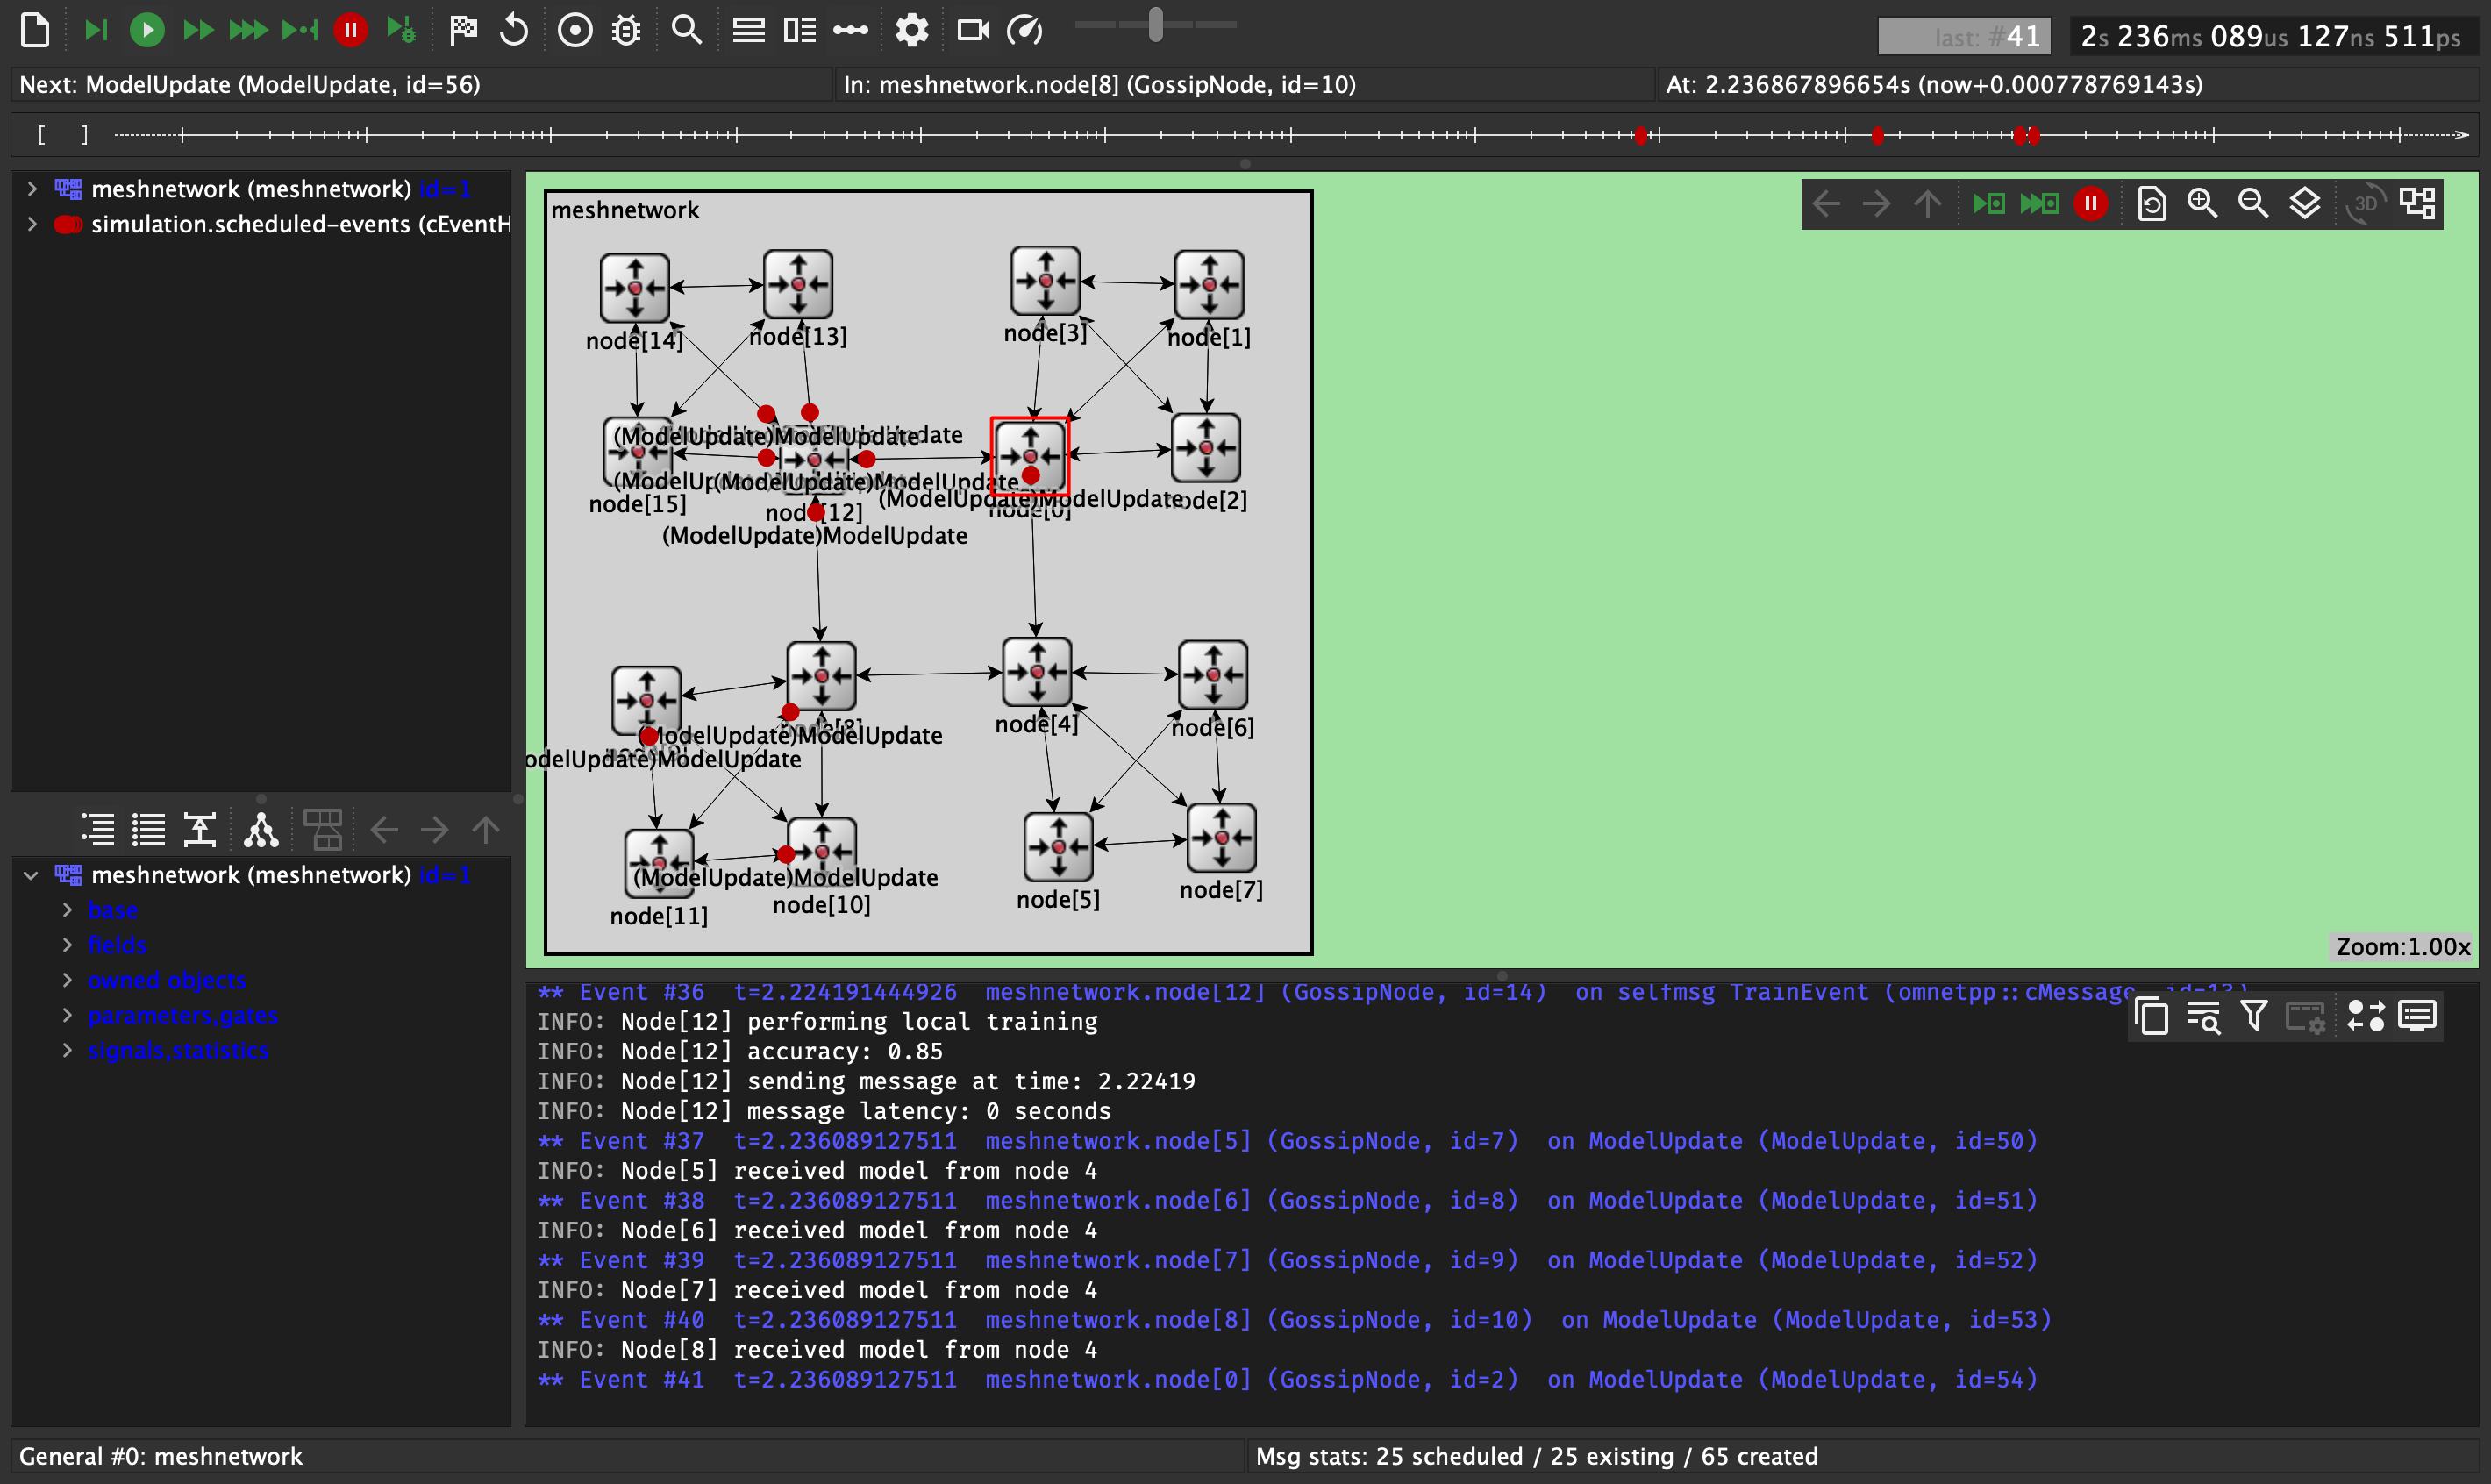 last: #41
2s 236ms 089us 127ns 511ps
Next: ModelUpdate (ModelUpdate, id=56)
In: meshnetwork.node[8] (GossipNode, id=10)
At: 2.236867896654s (now+0.000778769143s)
[ ]
meshnetwork (meshnetwork) id=1
simulation.scheduled-events (cEventH
meshnetwork
3D
node[14]
node[13]
node[3]
node[1]
(ModelUpdate)ModelUpdate
(ModelUpdate)ModelUpdate
(ModelUpdate)ModelUpdate
node[15]
node[12]
node[0]
node[2]
(ModelUpdate)ModelUpdate
node[8]
node[4]
node[6]
(ModelUpdate)ModelUpdate
odelUpdate)ModelUpdate
(ModelUpdate)ModelUpdate
node[11]
node[10]
node[5]
node[7]
Zoom:1.00x
meshnetwork (meshnetwork) id=1
base
fields
owned objects
parameters,gates
signals,statistics
** Event #36 t=2.224191444926 meshnetwork.node[12] (GossipNode, id=14) on selfmsg TrainEvent (omnetpp::cMessage, id=13)
INFO: Node[12] performing local training
INFO: Node[12] accuracy: 0.85
INFO: Node[12] sending message at time: 2.22419
INFO: Node[12] message latency: 0 seconds
** Event #37 t=2.236089127511 meshnetwork.node[5] (GossipNode, id=7) on ModelUpdate (ModelUpdate, id=50)
INFO: Node[5] received model from node 4
** Event #38 t=2.236089127511 meshnetwork.node[6] (GossipNode, id=8) on ModelUpdate (ModelUpdate, id=51)
INFO: Node[6] received model from node 4
** Event #39 t=2.236089127511 meshnetwork.node[7] (GossipNode, id=9) on ModelUpdate (ModelUpdate, id=52)
INFO: Node[7] received model from node 4
** Event #40 t=2.236089127511 meshnetwork.node[8] (GossipNode, id=10) on ModelUpdate (ModelUpdate, id=53)
INFO: Node[8] received model from node 4
** Event #41 t=2.236089127511 meshnetwork.node[0] (GossipNode, id=2) on ModelUpdate (ModelUpdate, id=54)
General #0: meshnetwork
Msg stats: 25 scheduled / 25 existing / 65 created